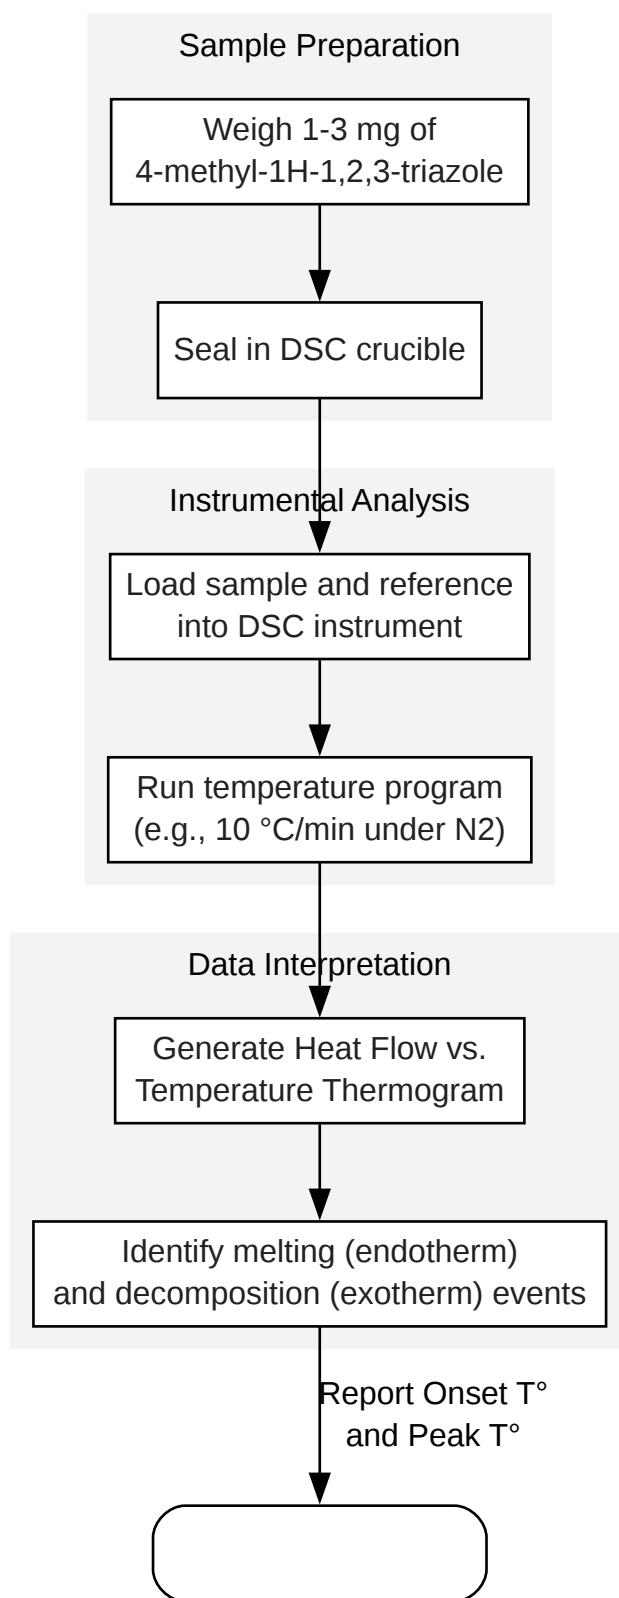 Sample Preparation
Weigh 1-3 mg of
4-methyl-1H-1,2,3-triazole
Seal in DSC crucible
Instrumental Analysis
Load sample and reference
into DSC instrument
Run temperature program
(e.g., 10 °C/min under N2)
Data Interpretation
Generate Heat Flow vs.
Temperature Thermogram
Identify melting (endotherm)
and decomposition (exotherm) events
Report Onset T°
and Peak T°